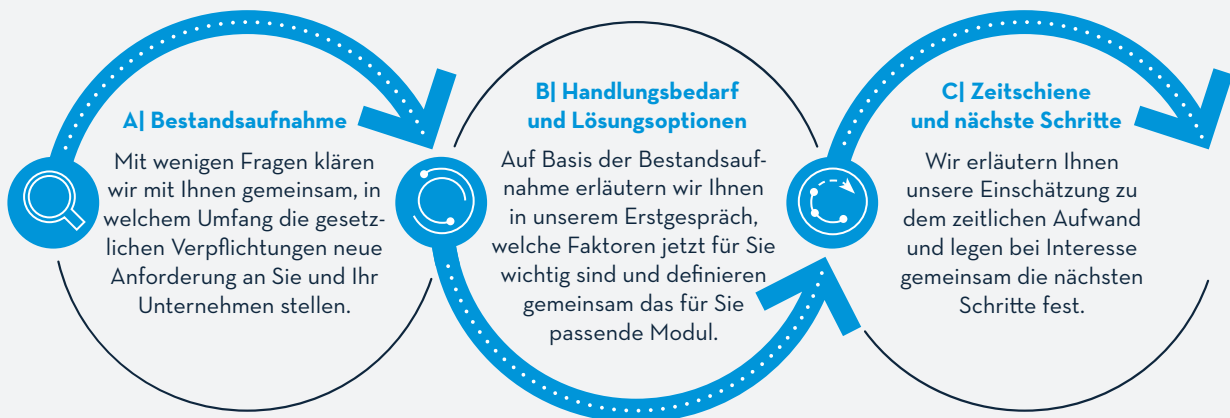 A| Bestandsaufnahme
Mit wenigen Fragen klären
wir mit Ihnen gemeinsam, in
welchem Umfang die gesetz-
lichen Verpflichtungen neue
Anforderung an Sie und Ihr
Unternehmen stellen.
B| Handlungsbedarf
und Lösungsoptionen
Auf Basis der Bestandsauf-
nahme erläutern wir Ihnen
in unserem Erstgespräch,
welche Faktoren jetzt für Sie
wichtig sind und definieren
gemeinsam das für Sie
passende Modul.
C| Zeitschiene
und nächste Schritte
Wir erläutern Ihnen
unsere Einschätzung zu
dem zeitlichen Aufwand
und legen bei Interesse
gemeinsam die nächsten
Schritte fest.